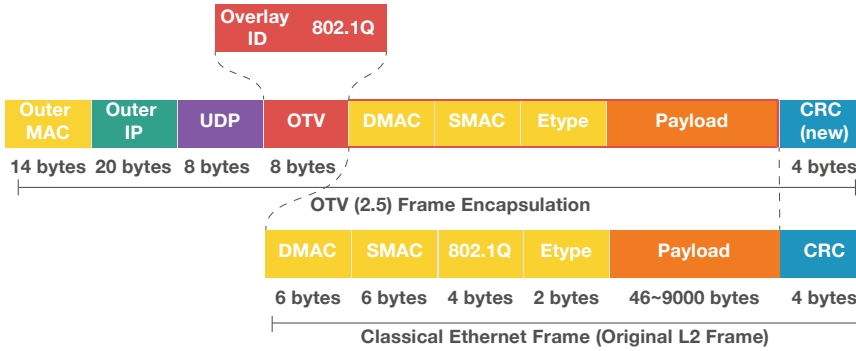 Overlay ID 802.1Q
Outer MAC Outer IP UDP OTV DMAC SMAC Etype Payload CRC (new)
14 bytes 20 bytes 8 bytes 8 bytes 4 bytes
OTV (2.5) Frame Encapsulation
DMAC SMAC 802.1Q Etype Payload CRC
6 bytes 6 bytes 4 bytes 2 bytes 46~9000 bytes 4 bytes
Classical Ethernet Frame (Original L2 Frame)